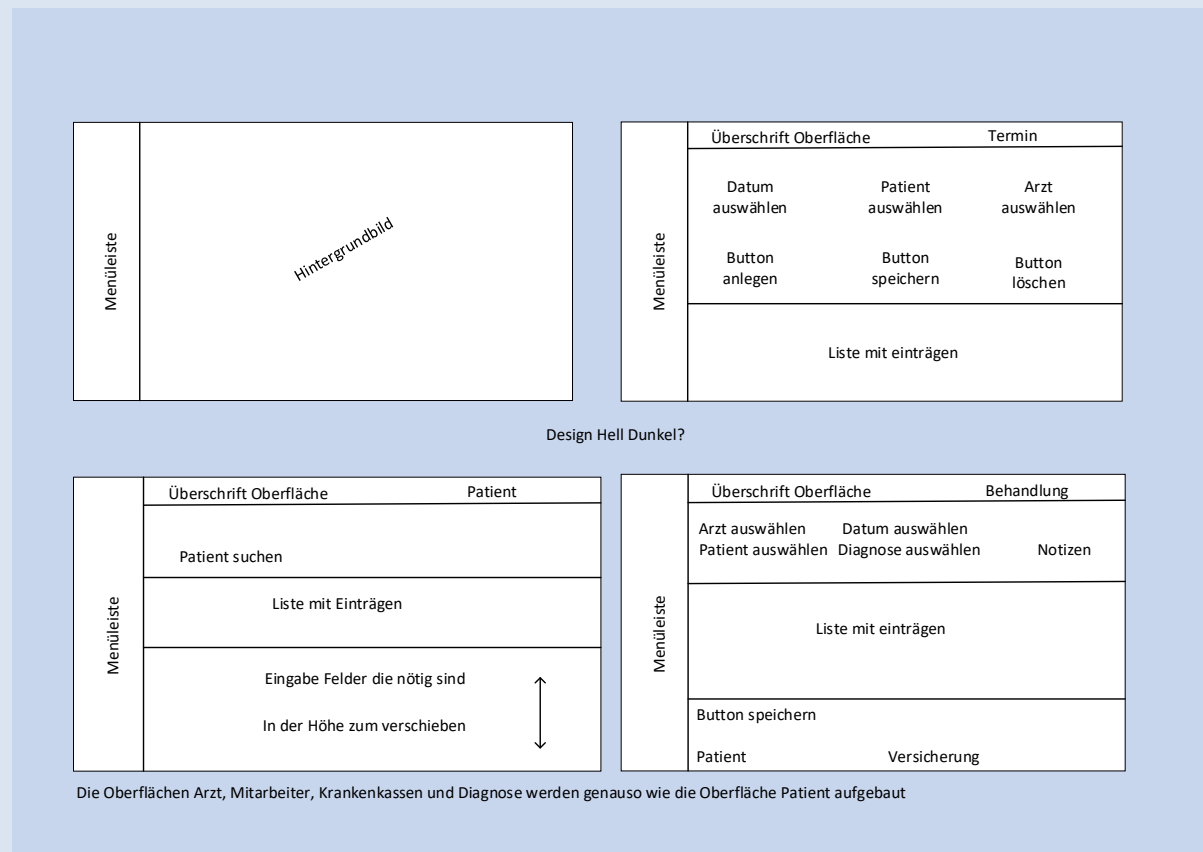 Menüleiste
Hintergrundbild
Menüleiste
Überschrift Oberfläche Termin
Datum auswählen
Patient auswählen
Arzt auswählen
Button anlegen
Button speichern
Button löschen
Liste mit einträgen
Design Hell Dunkel?
Menüleiste
Überschrift Oberfläche Patient
Patient suchen
Liste mit Einträgen
Eingabe Felder die nötig sind
In der Höhe zum verschieben
Menüleiste
Überschrift Oberfläche Behandlung
Arzt auswählen Datum auswählen
Patient auswählen Diagnose auswählen Notizen
Liste mit einträgen
Button speichern
Patient Versicherung
Die Oberflächen Arzt, Mitarbeiter, Krankenkassen und Diagnose werden genauso wie die Oberfläche Patient aufgebaut